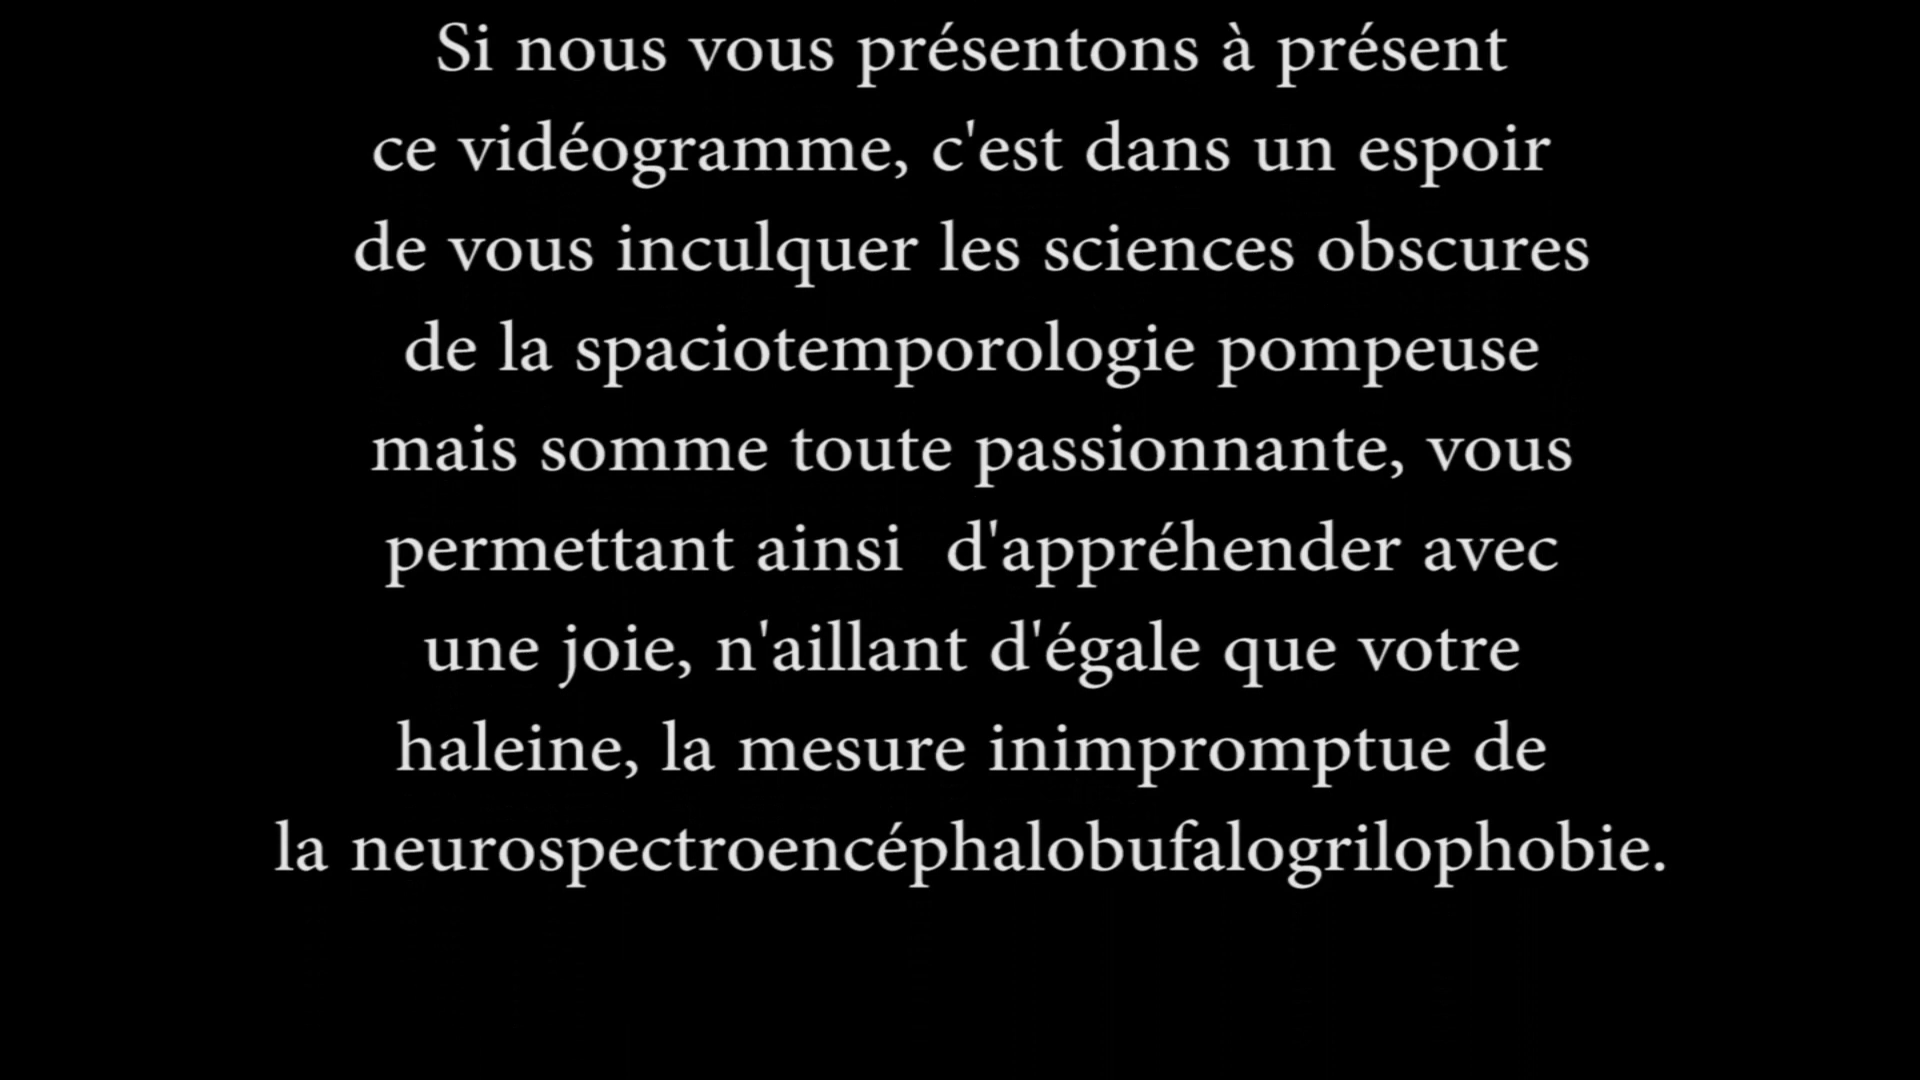 Si nous vous présentons à présent
ce vidéogramme, c'est dans un espoir
de vous inculquer les sciences obscures
de la spaciotemporologie pompeuse
mais somme toute passionnante, vous
permettant ainsi  d'appréhender avec
une joie, n'aillant d'égale que votre
haleine, la mesure inimpromptue de
la neurospectroencéphalobufalogrilophobie.